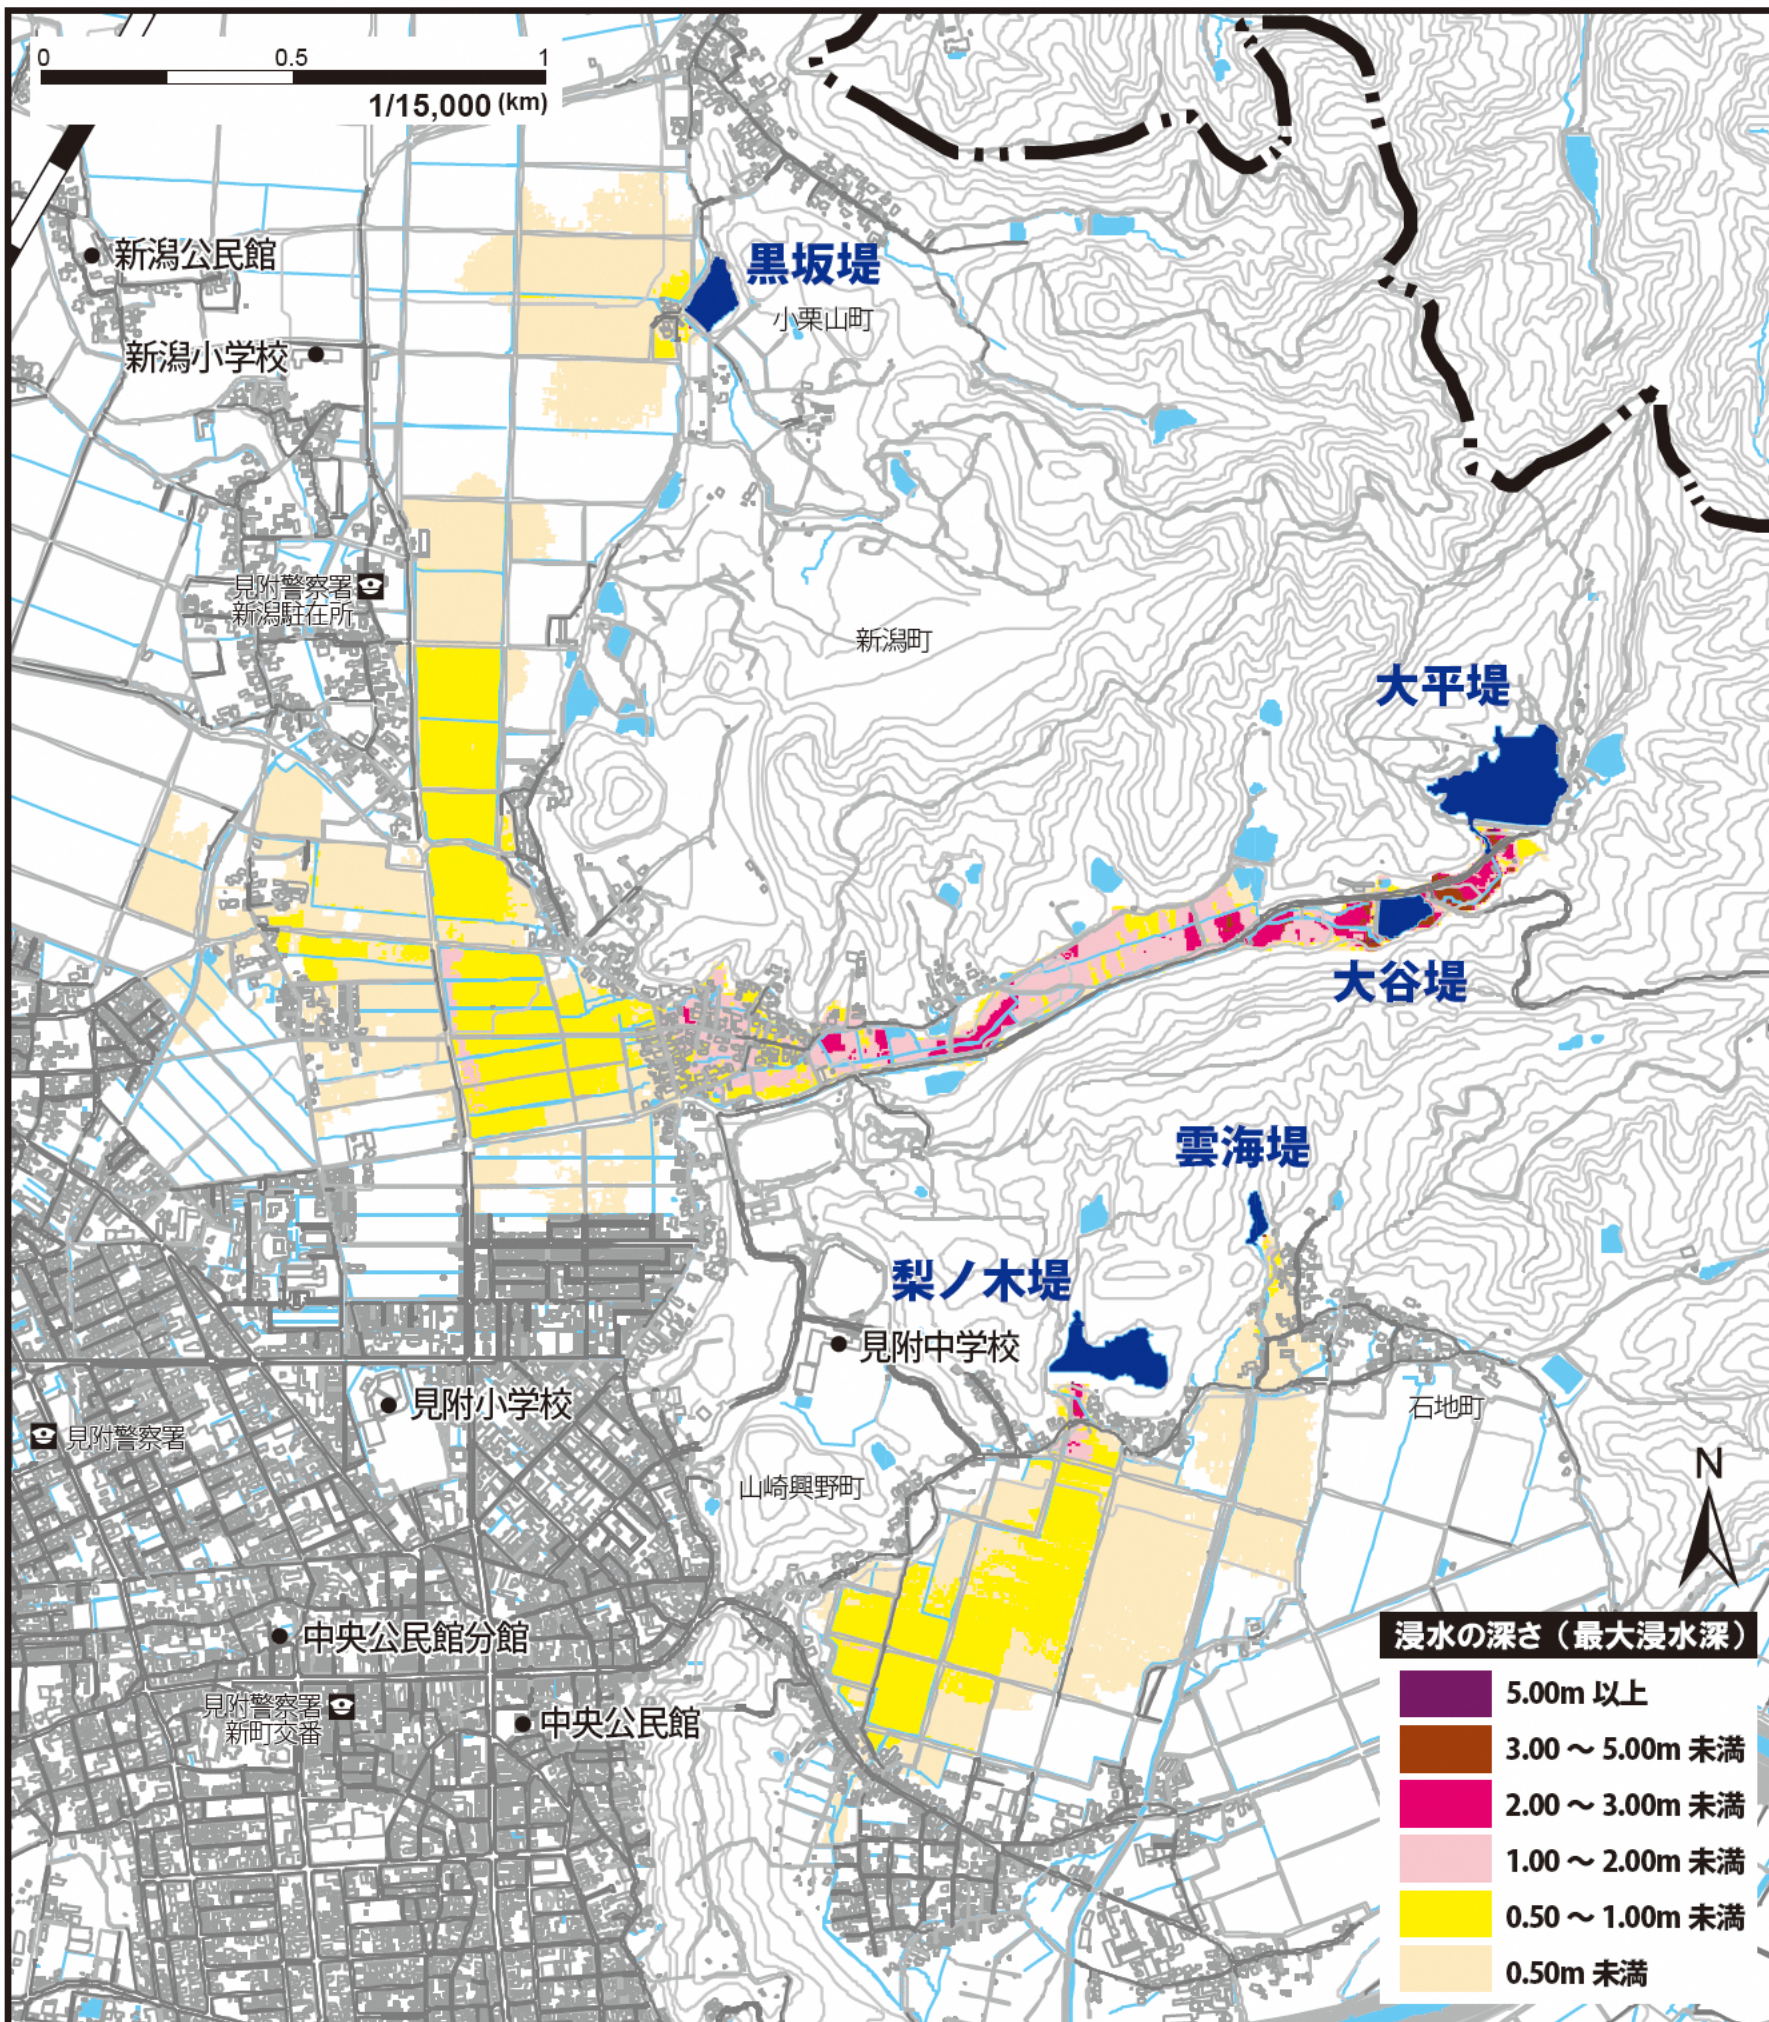 0 0.5 1
1/15,000 (km)
新潟公民館
黒坂堤
小栗山町
新潟小学校
見附警察署
新潟駐在所
新潟町
大平堤
大谷堤
雲海堤
梨ノ木堤
見附中学校
見附小学校
石地町
見附警察署
山崎興野町
N
中央公民館分館
見附警察署
新町交番
中央公民館
浸水の深さ（最大浸水深）
5.00m 以上
3.00 〜 5.00m 未満
2.00 〜 3.00m 未満
1.00 〜 2.00m 未満
0.50 〜 1.00m 未満
0.50m 未満